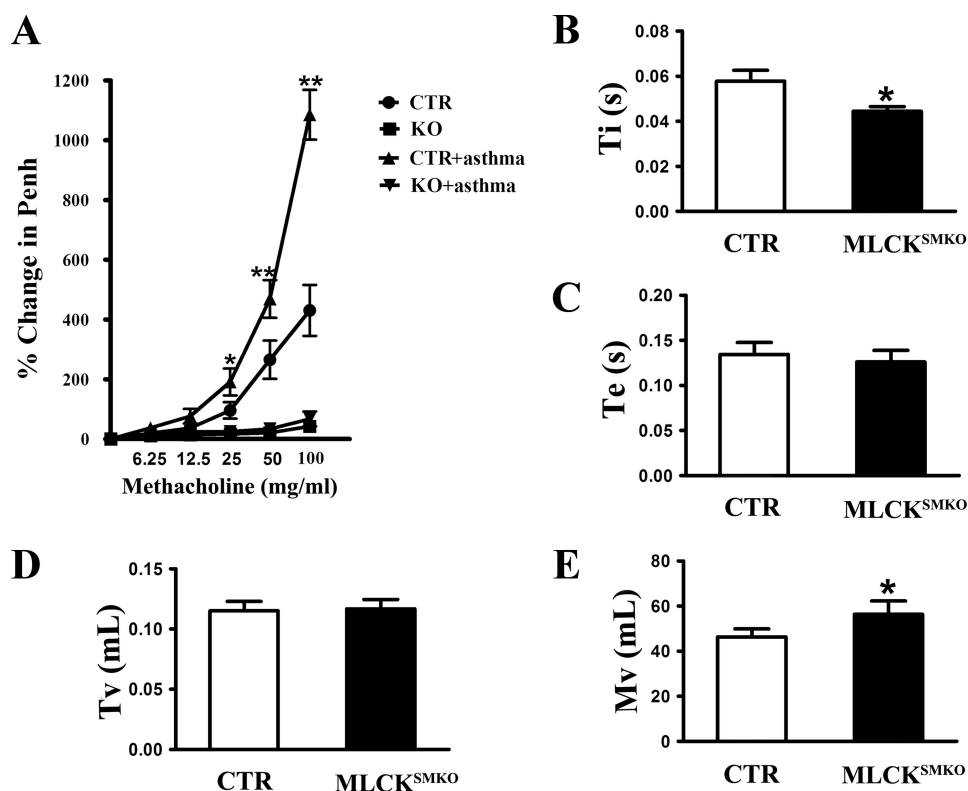 A
1200
1000
800
600
400
200
0
% Change in Penh
** 
**
*
CTR
KO
CTR+asthma
KO+asthma
6.25 12.5 25 50 100
Methacholine (mg/ml)
B
0.08
0.06
0.04
0.02
0.00
Ti (s)
*
CTR MLCKSMKO
C
0.20
0.15
0.10
0.05
0.00
Te (s)
CTR MLCKSMKO
D
0.15
0.10
0.05
0.00
Tv (mL)
CTR MLCKSMKO
E
80
60
40
20
0
Mv (mL)
*
CTR MLCKSMKO